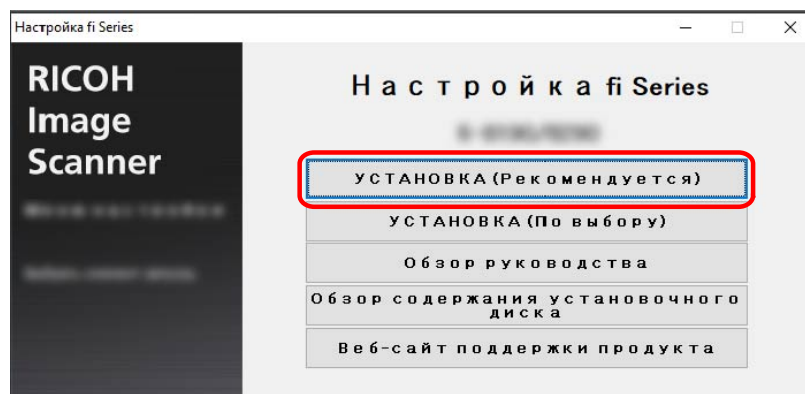 Настройка fi Series
RICOH
Image
Scanner
Настройка fi Series
УСТАНОВКА (Рекомендуется)
УСТАНОВКА (По выбору)
Обзор руководства
Обзор содержания установочного
диска
Веб-сайт поддержки продукта